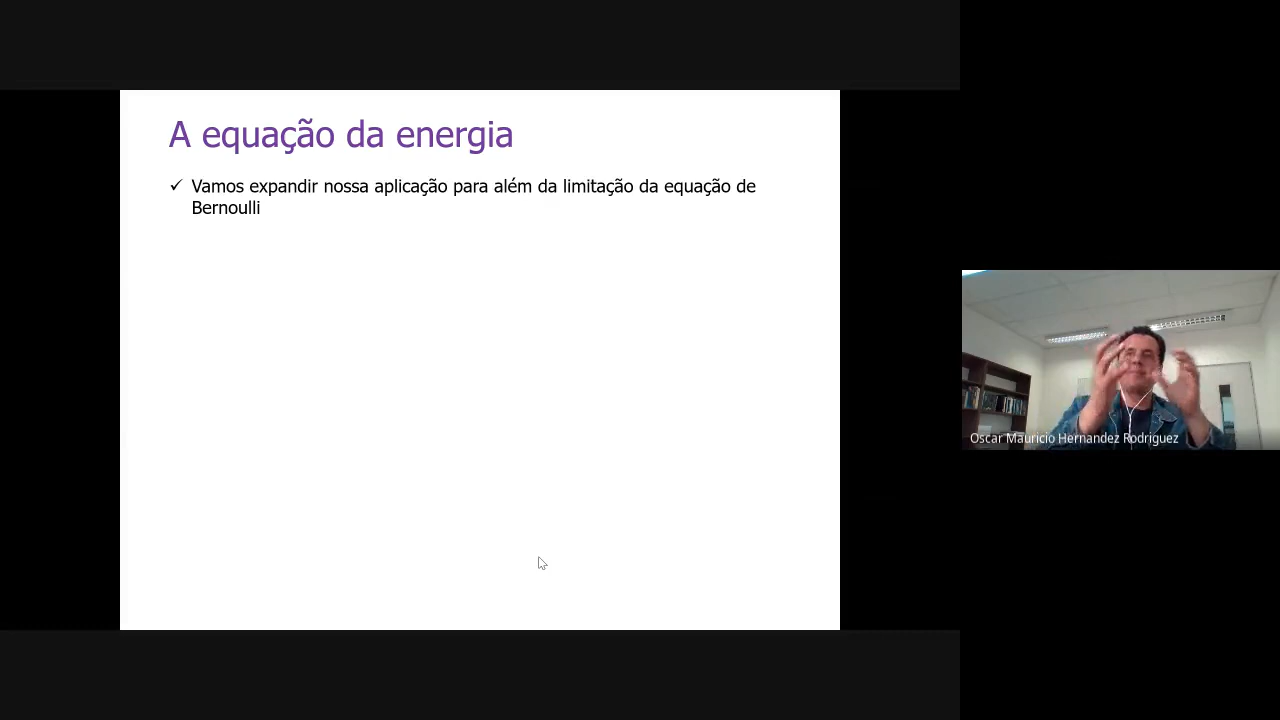 A equação da energia
✓ Vamos expandir nossa aplicação para além da limitação da equação de
Bernoulli
Oscar Mauricio Hernandez Rodriguez